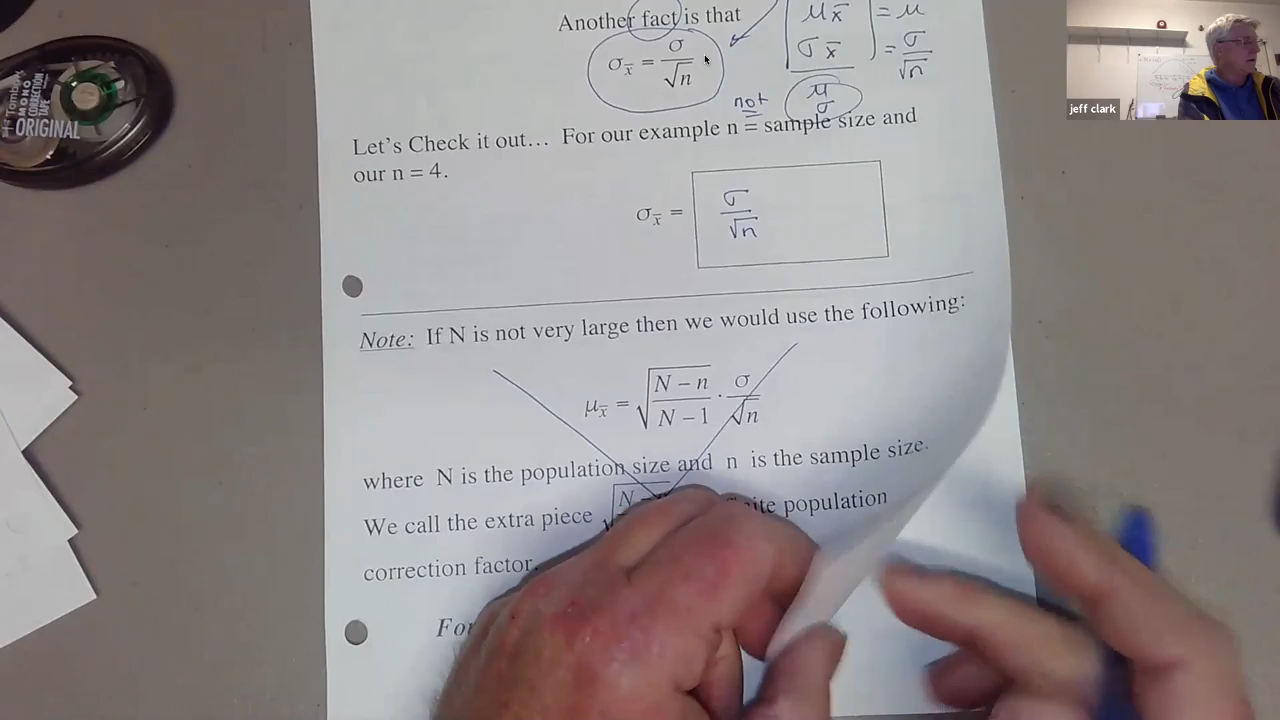 Another fact is that
σx̄ = σ/√n
μx̄ = μ
σx̄ = σ/√n
μ
σ
not
Let's Check it out… For our example n = sample size and
our n = 4.
σx̄ = σ/√n
Note: If N is not very large then we would use the following:
μx̄ = √(N – n / N – 1) · σ/√n
where N is the population size and n is the sample size.
We call the extra piece population
correction factor.
Tombo
MONO
CORRECTION
TAPE
ORIGINAL
jeff clark